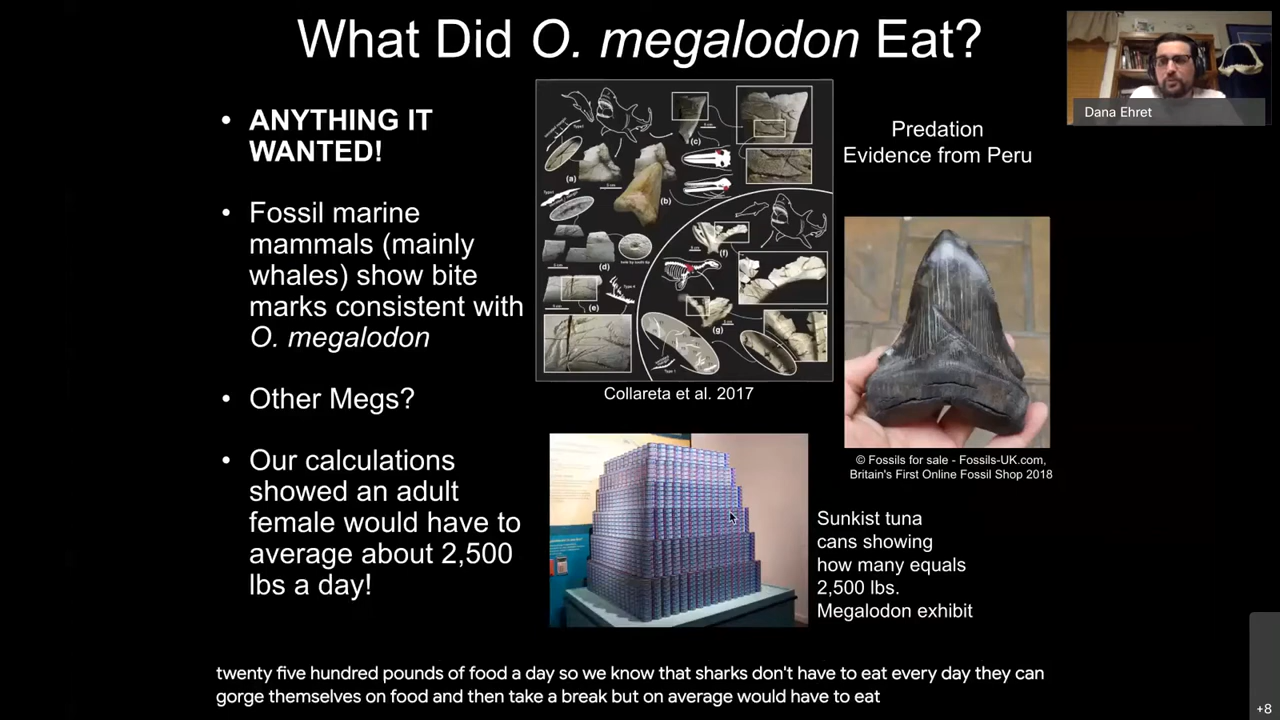 What Did O. megalodon Eat?
• ANYTHING IT
WANTED!
• Fossil marine
mammals (mainly
whales) show bite
marks consistent with
O. megalodon
• Other Megs?
• Our calculations
showed an adult
female would have to
average about 2,500
lbs a day!
(a)
(b)
(c)
(d)
(e)
(f)
(g)
Collareta et al. 2017
Predation
Evidence from Peru
© Fossils for sale - Fossils-UK.com,
Britain's First Online Fossil Shop 2018
Sunkist tuna
cans showing
how many equals
2,500 lbs.
Megalodon exhibit
Dana Ehret
twenty five hundred pounds of food a day so we know that sharks don't have to eat every day they can
gorge themselves on food and then take a break but on average would have to eat
+8